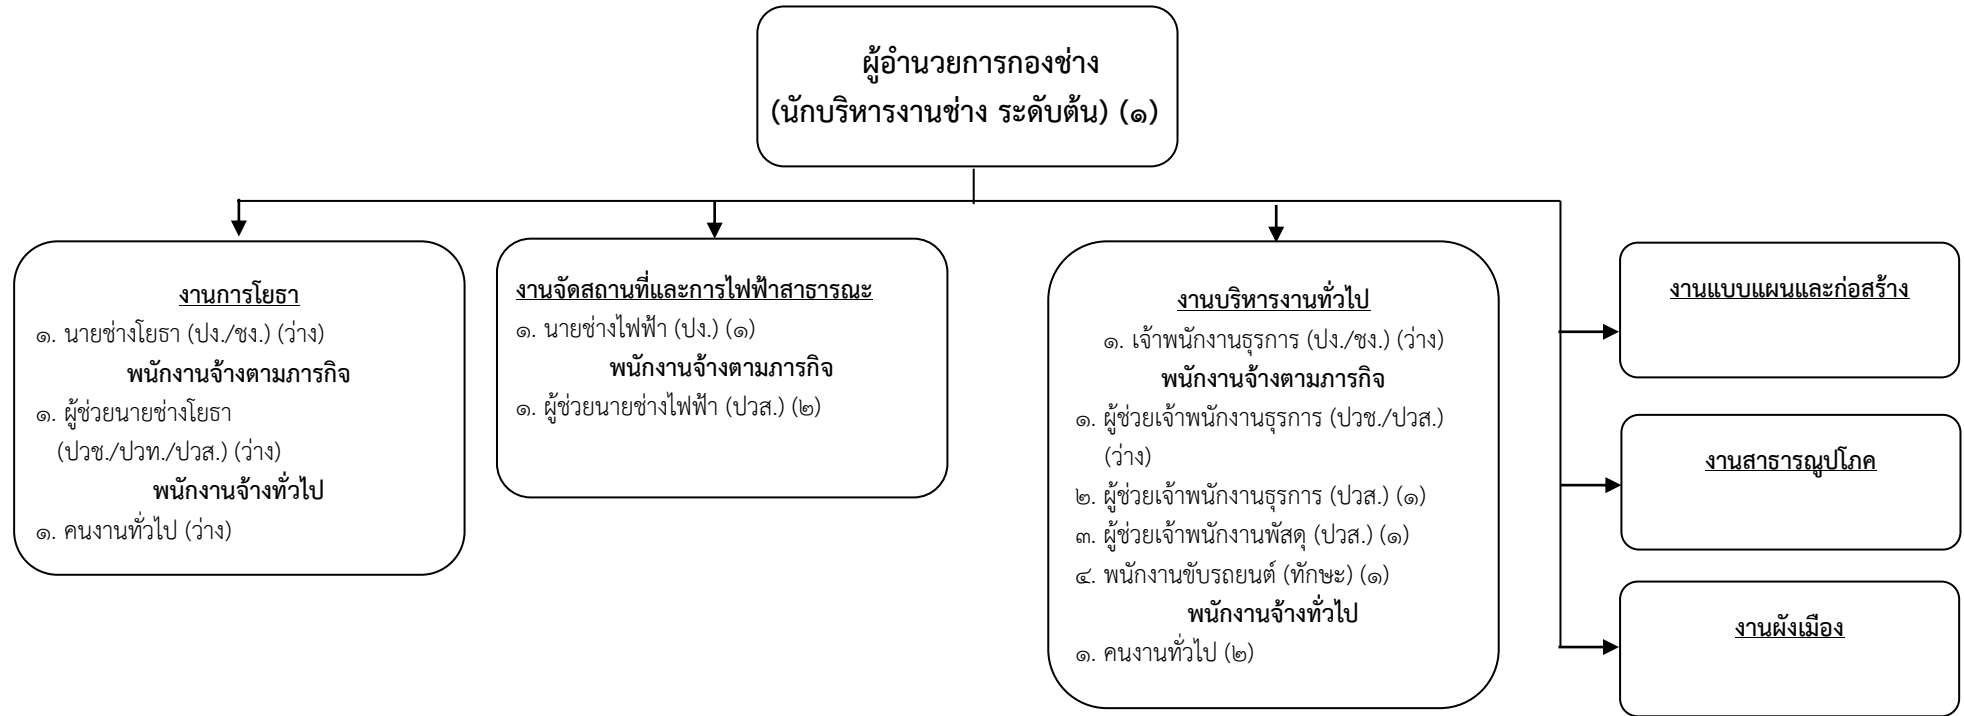 ผู้อำนวยการกองช่าง
(นักบริหารงานช่าง ระดับต้น) (๑)
งานการโยธา
๑. นายช่างโยธา (ปง./ชง.) (ว่าง)
พนักงานจ้างตามภารกิจ
๑. ผู้ช่วยนายช่างโยธา
(ปวช./ปวท./ปวส.) (ว่าง)
พนักงานจ้างทั่วไป
๑. คนงานทั่วไป (ว่าง)
งานจัดสถานที่และการไฟฟ้าสาธารณะ
๑. นายช่างไฟฟ้า (ปง.) (๑)
พนักงานจ้างตามภารกิจ
๑. ผู้ช่วยนายช่างไฟฟ้า (ปวส.) (๒)
งานบริหารงานทั่วไป
๑. เจ้าพนักงานธุรการ (ปง./ชง.) (ว่าง)
พนักงานจ้างตามภารกิจ
๑. ผู้ช่วยเจ้าพนักงานธุรการ (ปวช./ปวส.)
(ว่าง)
๒. ผู้ช่วยเจ้าพนักงานธุรการ (ปวส.) (๑)
๓. ผู้ช่วยเจ้าพนักงานพัสดุ (ปวส.) (๑)
๔. พนักงานขับรถยนต์ (ทักษะ) (๑)
พนักงานจ้างทั่วไป
๑. คนงานทั่วไป (๒)
งานแบบแผนและก่อสร้าง
งานสาธารณูปโภค
งานผังเมือง